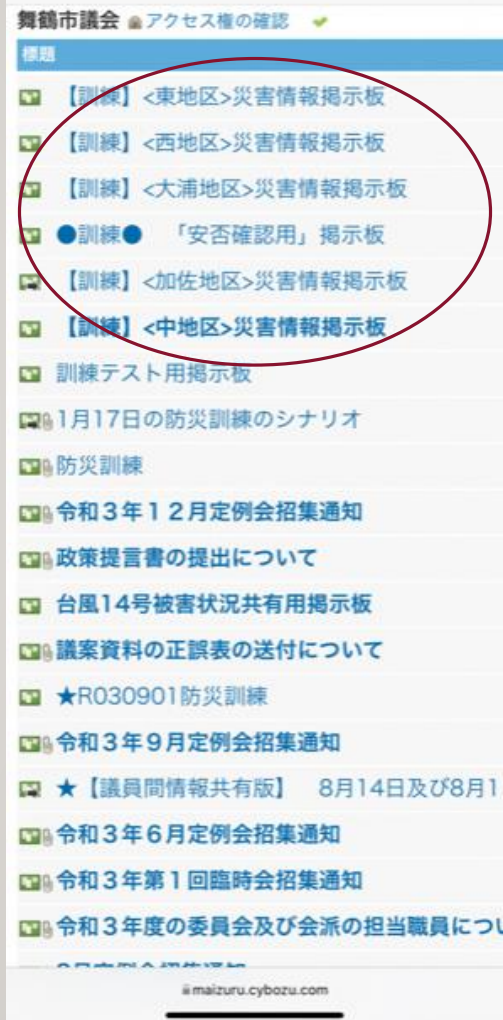 舞鶴市議会 アクセス権の確認
標題
【訓練】<東地区>災害情報掲示板
【訓練】<西地区>災害情報掲示板
【訓練】<大浦地区>災害情報掲示板
●訓練● 「安否確認用」掲示板
【訓練】<加佐地区>災害情報掲示板
【訓練】<中地区>災害情報掲示板
訓練テスト用掲示板
1月17日の防災訓練のシナリオ
防災訓練
令和3年12月定例会招集通知
政策提言書の提出について
台風14号被害状況共有用掲示板
議案資料の正誤表の送付について
★R030901防災訓練
令和3年9月定例会招集通知
★【議員間情報共有版】 8月14日及び8月1
令和3年6月定例会招集通知
令和3年第1回臨時会招集通知
令和3年度の委員会及び会派の担当職員につ
maizuru.cybozu.com